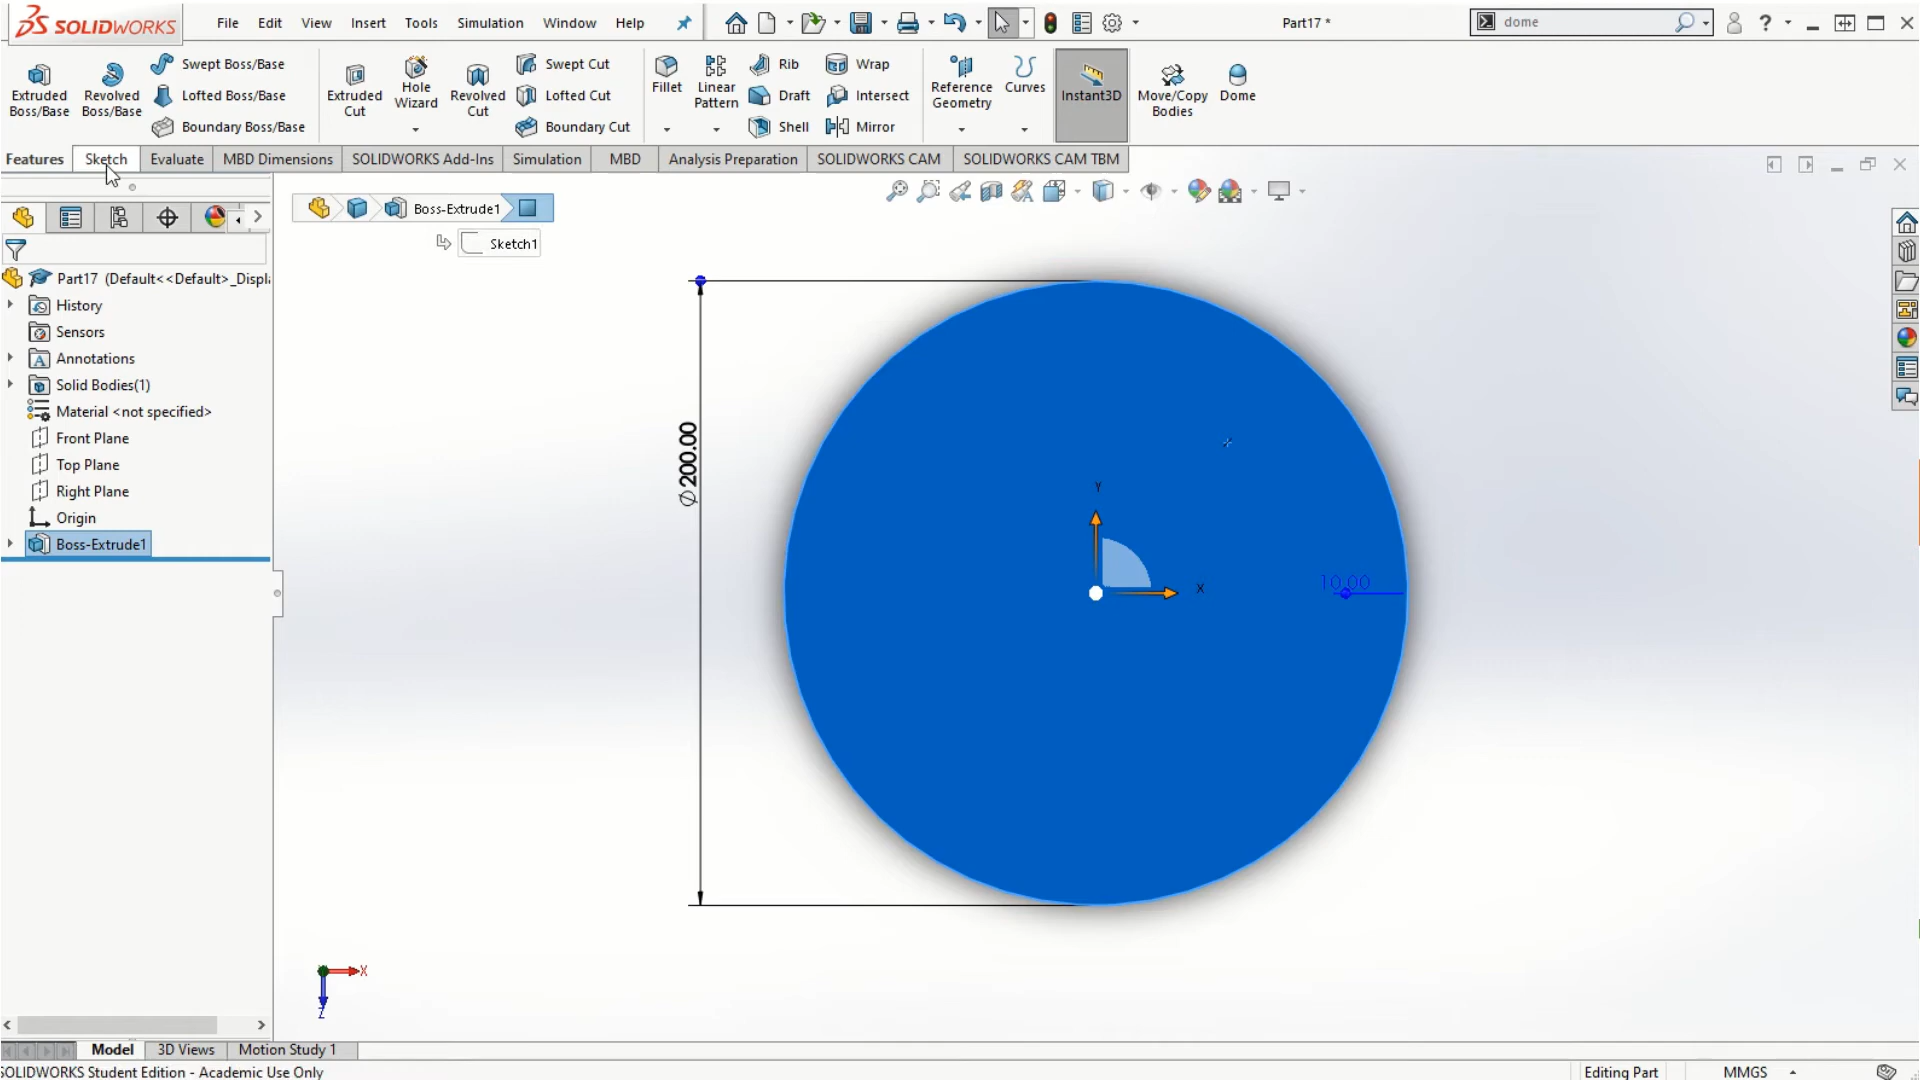 SOLIDWORKS File Edit View Insert Tools Simulation Window Help Part17 * dome ?
Extruded Boss/Base
Revolved Boss/Base
Swept Boss/Base
Lofted Boss/Base
Boundary Boss/Base
Extruded Cut
Hole Wizard
Revolved Cut
Swept Cut
Lofted Cut
Boundary Cut
Fillet
Linear Pattern
Rib
Draft
Shell
Wrap
Intersect
Mirror
Reference Geometry
Curves
Instant3D
Move/Copy Bodies
Dome
Features Sketch Evaluate MBD Dimensions SOLIDWORKS Add-Ins Simulation MBD Analysis Preparation SOLIDWORKS CAM SOLIDWORKS CAM TBM
Boss-Extrude1
Sketch1
Part17 (Default<<Default>_Displ
History
Sensors
Annotations
Solid Bodies(1)
Material <not specified>
Front Plane
Top Plane
Right Plane
Origin
Boss-Extrude1
∅200.00
Y
X
10.00
X
Z
Model 3D Views Motion Study 1
SOLIDWORKS Student Edition - Academic Use Only Editing Part MMGS